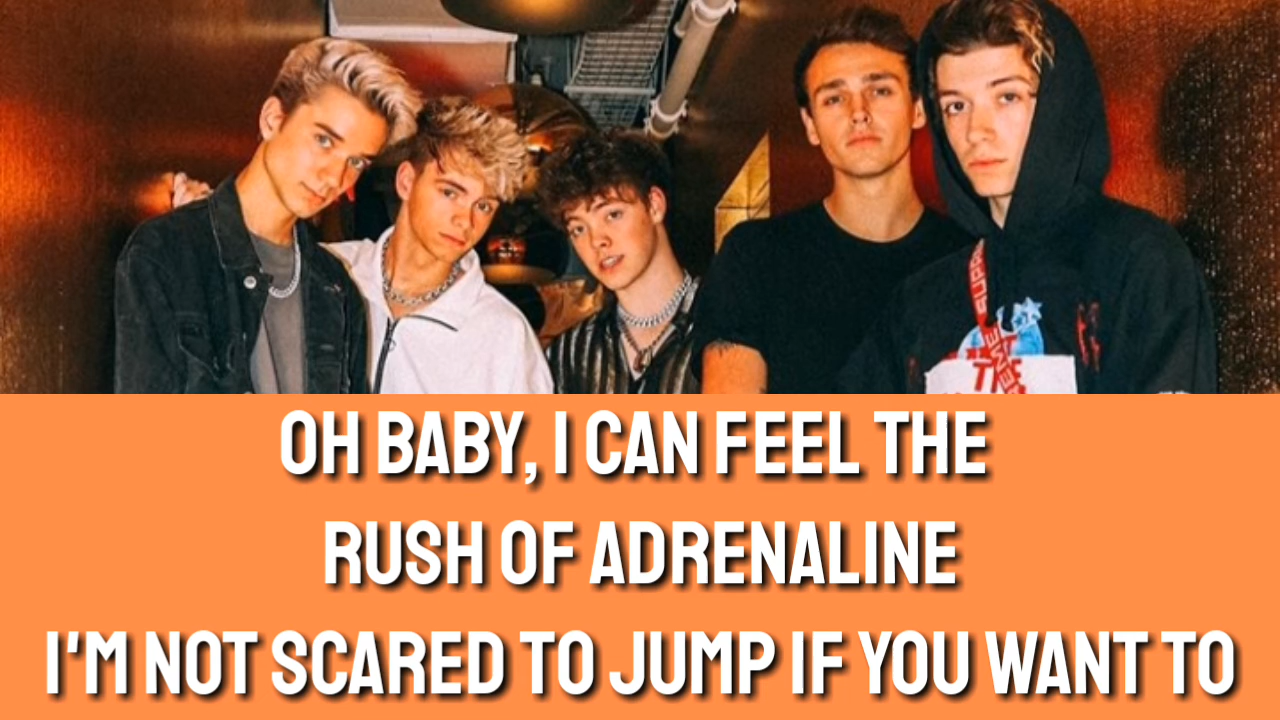 OH BABY, I CAN FEEL THE
RUSH OF ADRENALINE
I'M NOT SCARED TO JUMP IF YOU WANT TO